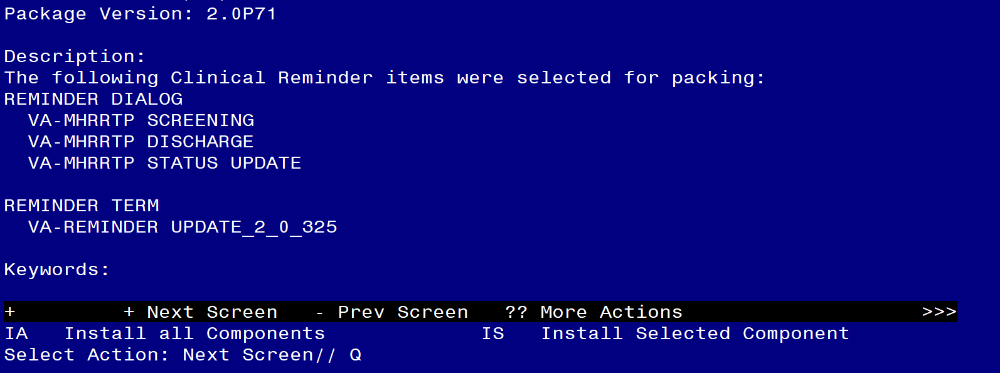 Package Version: 2.0P71
Description:
The following Clinical Reminder items were selected for packing:
REMINDER DIALOG
VA-MHRRTP SCREENING
VA-MHRRTP DISCHARGE
VA-MHRRTP STATUS UPDATE
REMINDER TERM
VA-REMINDER UPDATE_2_0_325
Keywords:
+ + Next Screen - Prev Screen ?? More Actions >>>
IA Install all Components IS Install Selected Component
Select Action: Next Screen// Q